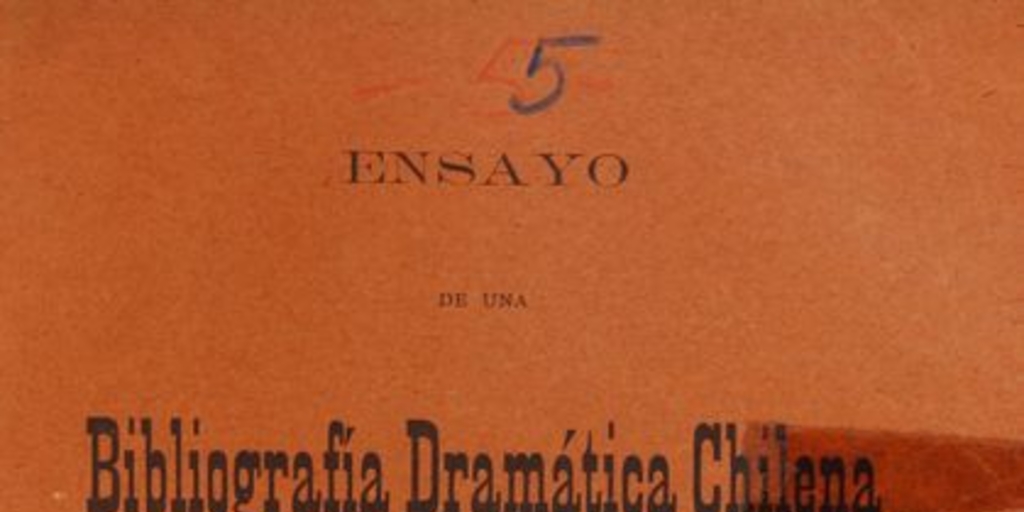 5
ENSAYO
DE UNA
Bibliografía Dramática Chilena